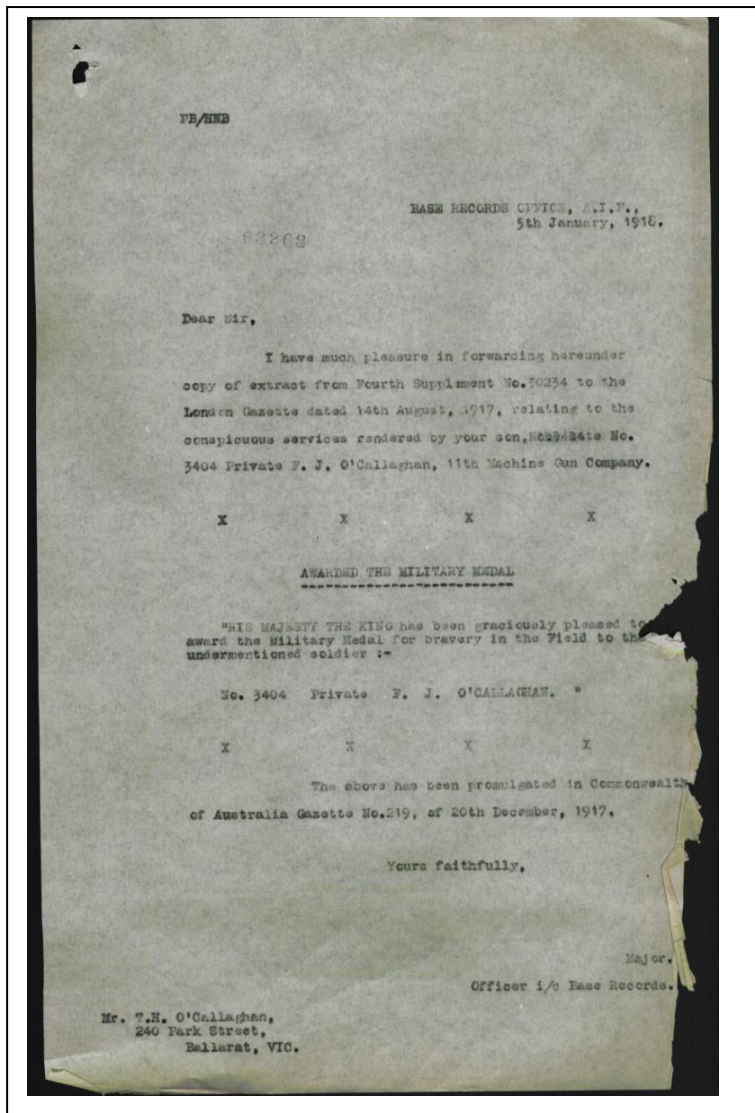 FB/HNB
BASE RECORDS OFFICE, A.I.F.,
5th January, 1918.
63868
Dear Sir,
I have much pleasure in forwarding hereunder
copy of extract from Fourth Supplement No.30234 to the
London Gazette dated 14th August, 1917, relating to the
conspicuous services rendered by your son, No.
3404 Private F. J. O'Callaghan, 11th Machine Gun Company.
X X X X
AWARDED THE MILITARY MEDAL
"HIS MAJESTY THE KING has been graciously pleased to
award the Military Medal for bravery in the Field to the
undermentioned soldier :-
No. 3404 Private F. J. O'CALLAGHAN. "
X X X X
The above has been promulgated in Commonwealth
of Australia Gazette No.219, of 20th December, 1917.
Yours faithfully,
Major.
Officer i/c Base Records.
Mr. T.H. O'Callaghan,
240 Park Street,
Ballarat, VIC.